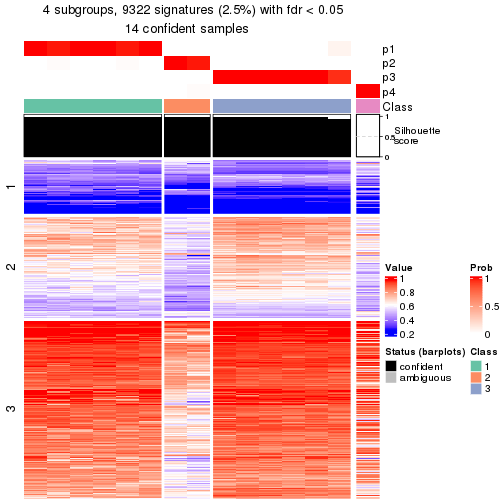 4 subgroups, 9322 signatures (2.5%) with fdr < 0.05
14 confident samples
p1
p2
p3
p4
Class
1
0.5
0
Silhouette
score
1
2
3
Value
1
0.8
0.6
0.4
0.2
Prob
1
0.5
0
Status (barplots)
confident
ambiguous
Class
1
2
3